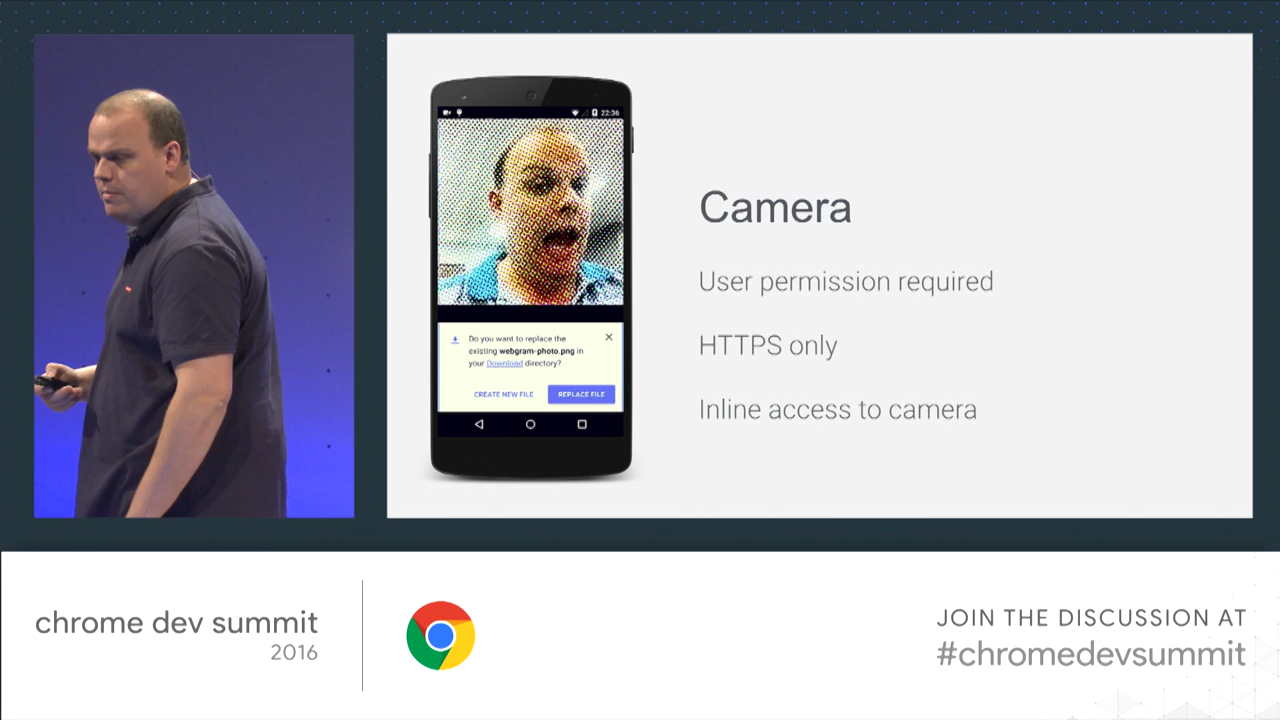 22:36
Do you want to replace the
existing webgram-photo.png in
your Download directory?
CREATE NEW FILE
REPLACE FILE
Camera
User permission required
HTTPS only
Inline access to camera
chrome dev summit
2016
JOIN THE DISCUSSION AT
#chromedevsummit